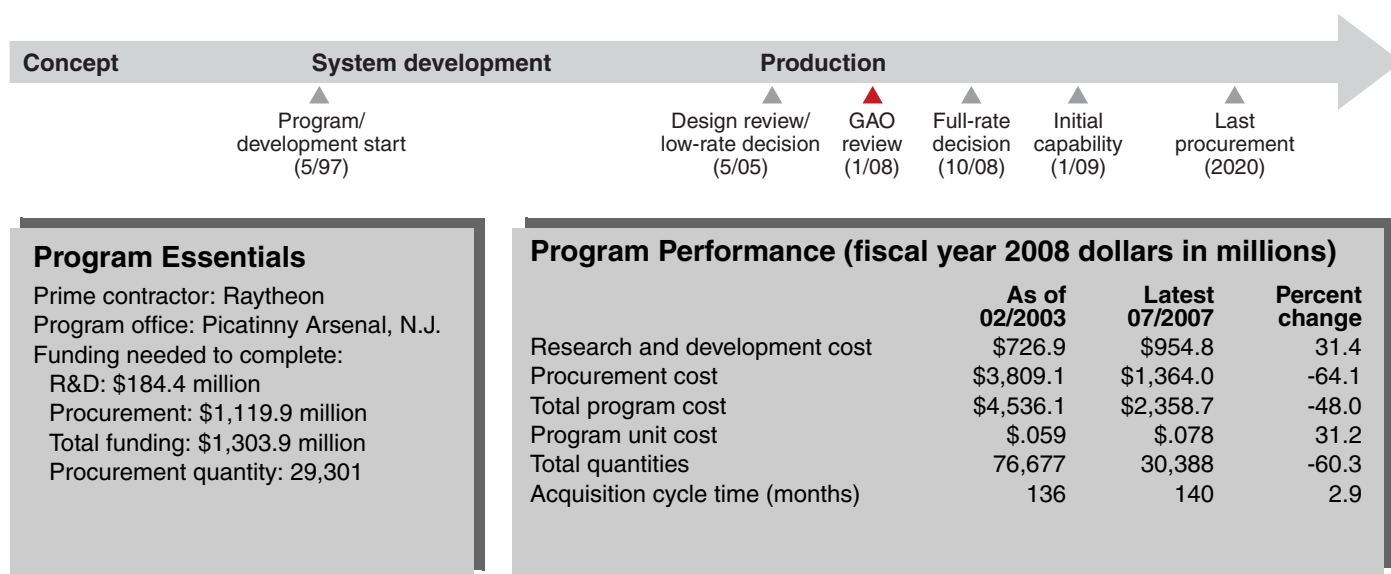 Concept System development Production
Program/
development start
(5/97)
Design review/
low-rate decision
(5/05)
GAO
review
(1/08)
Full-rate
decision
(10/08)
Initial
capability
(1/09)
Last
procurement
(2020)
Program Essentials
Prime contractor: Raytheon
Program office: Picatinny Arsenal, N.J.
Funding needed to complete:
R&D: $184.4 million
Procurement: $1,119.9 million
Total funding: $1,303.9 million
Procurement quantity: 29,301
Program Performance (fiscal year 2008 dollars in millions)
As of Latest Percent
02/2003 07/2007 change
Research and development cost $726.9 $954.8 31.4
Procurement cost $3,809.1 $1,364.0 -64.1
Total program cost $4,536.1 $2,358.7 -48.0
Program unit cost $.059 $.078 31.2
Total quantities 76,677 30,388 -60.3
Acquisition cycle time (months) 136 140 2.9